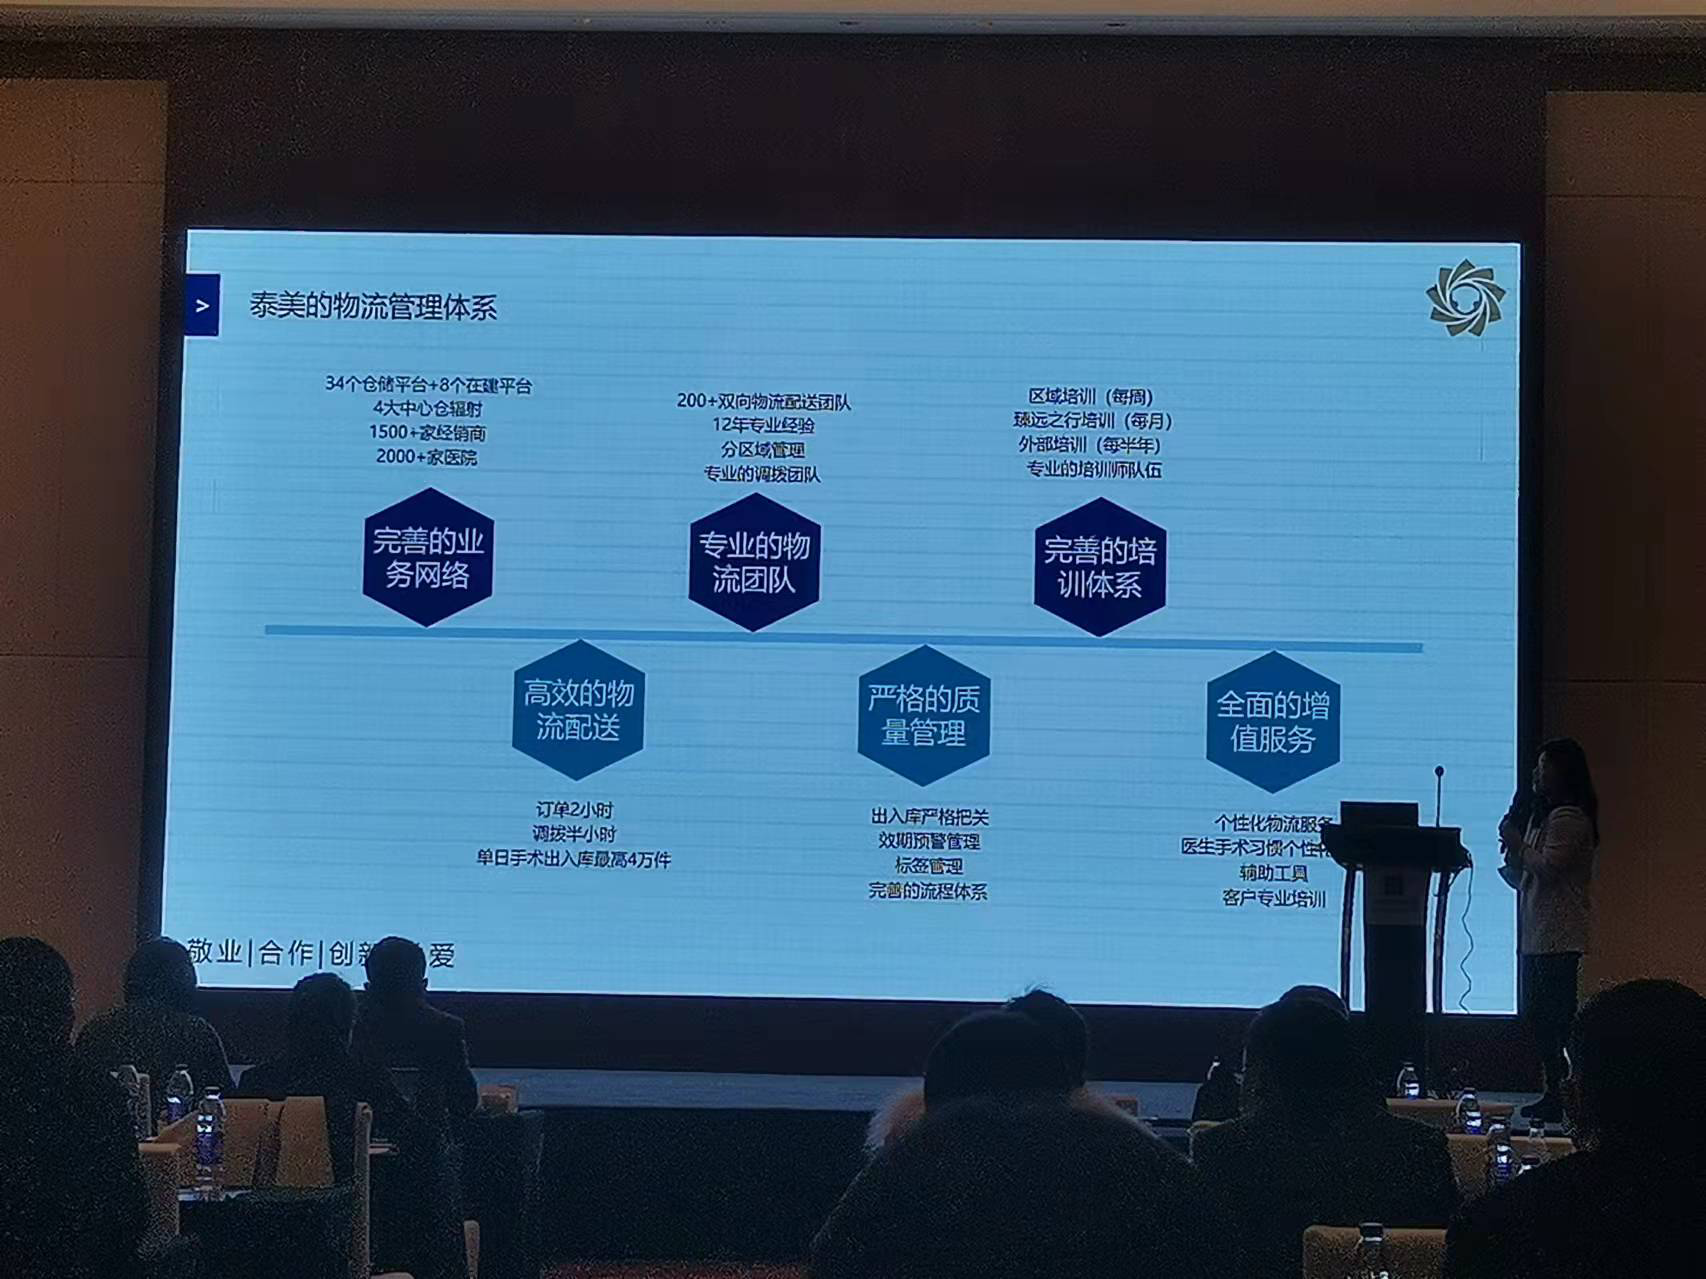 >
泰美的物流管理体系
34个仓储平台+8个在建平台
4大中心仓辐射
1500+家经销商
2000+家医院
200+双向物流配送团队
12年专业经验
分区域管理
专业的调拨团队
区域培训（每周）
臻远之行培训（每月）
外部培训（每半年）
专业的培训师队伍
完善的业
务网络
专业的物
流团队
完善的培
训体系
高效的物
流配送
严格的质
量管理
全面的增
值服务
订单2小时
调拨半小时
单日手术出入库最高4万件
出入库严格把关
效期预警管理
标签管理
完善的流程体系
个性化物流服务
医生手术习惯个性
辅助工具
客户专业培训
敬业|合作|创新 爱